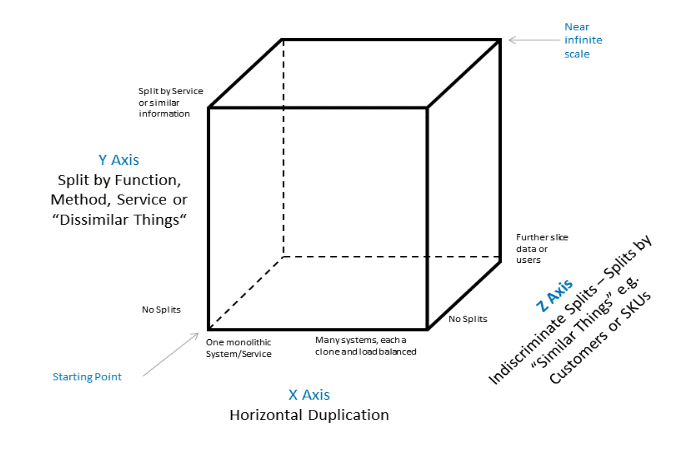 Near
infinite
scale
Split by Service
or similar
information
Y Axis
Split by Function,
Method, Service or
“Dissimilar Things“
Further slice
data or
users
No Splits
No Splits
One monolithic
System/Service
Many systems, each a
clone and load balanced
Starting Point
X Axis
Horizontal Duplication
Z Axis
Indiscriminate Splits – Splits by
“Similar Things” e.g.
Customers or SKUs